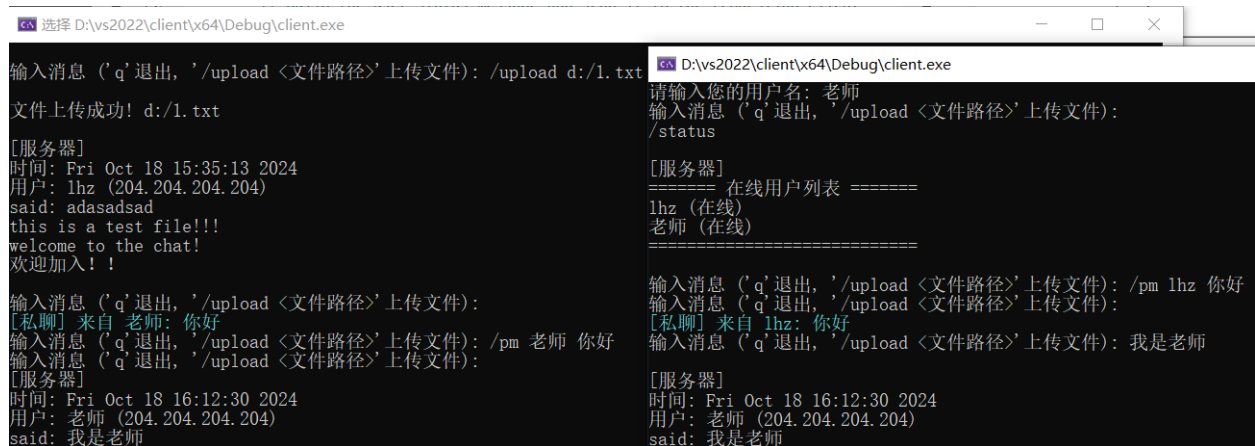 选择 D:\vs2022\client\x64\Debug\client.exe
输入消息 ('q'退出, '/upload <文件路径>'上传文件): /upload d:/1.txt
文件上传成功! d:/1.txt
[服务器]
时间: Fri Oct 18 15:35:13 2024
用户: lhz (204.204.204.204)
said: adasadsad
this is a test file!!!
welcome to the chat!
欢迎加入！！
输入消息 ('q'退出, '/upload <文件路径>'上传文件):
[私聊] 来自 老师: 你好
输入消息 ('q'退出, '/upload <文件路径>'上传文件): /pm 老师 你好
输入消息 ('q'退出, '/upload <文件路径>'上传文件):
[服务器]
时间: Fri Oct 18 16:12:30 2024
用户: 老师 (204.204.204.204)
said: 我是老师
D:\vs2022\client\x64\Debug\client.exe
请输入您的用户名: 老师
输入消息 ('q'退出, '/upload <文件路径>'上传文件):
/status
[服务器]
======= 在线用户列表 =======
lhz (在线)
老师 (在线)
============================
输入消息 ('q'退出, '/upload <文件路径>'上传文件): /pm lhz 你好
输入消息 ('q'退出, '/upload <文件路径>'上传文件):
[私聊] 来自 lhz: 你好
输入消息 ('q'退出, '/upload <文件路径>'上传文件): 我是老师
[服务器]
时间: Fri Oct 18 16:12:30 2024
用户: 老师 (204.204.204.204)
said: 我是老师